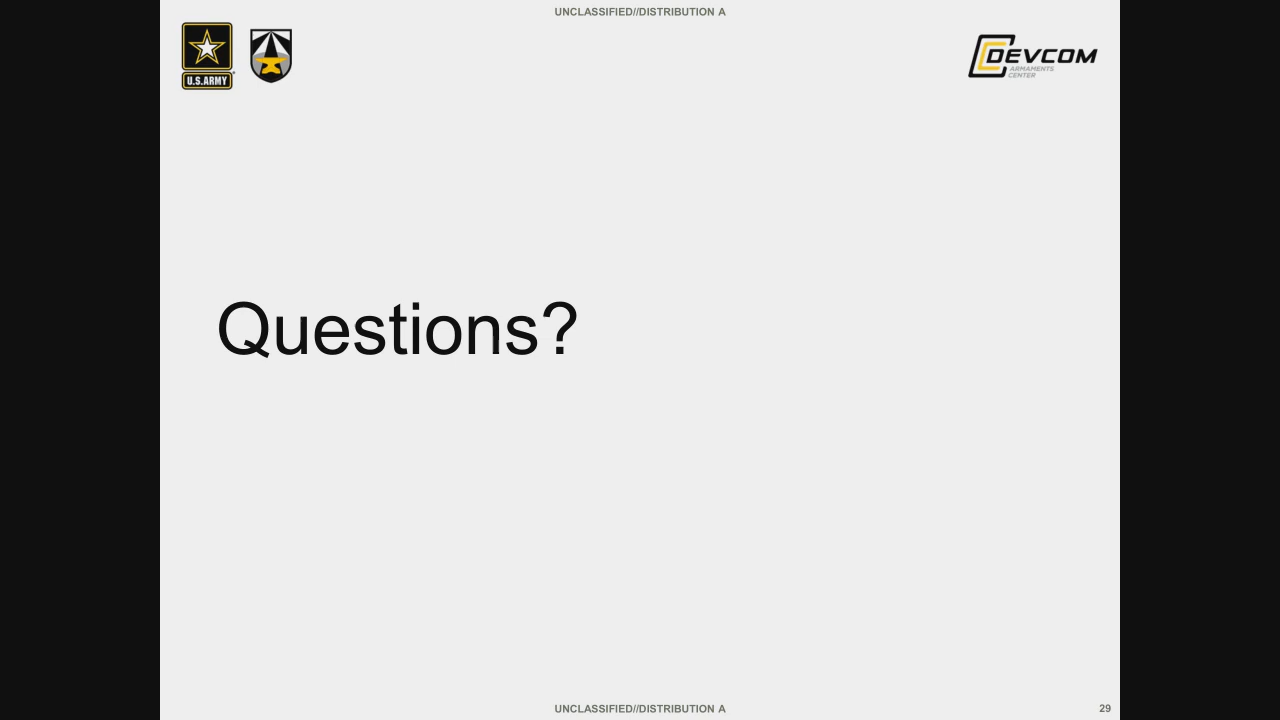 UNCLASSIFIED//DISTRIBUTION A
U.S.ARMY
DEVCOM
ARMAMENTS
CENTER
Questions?
UNCLASSIFIED//DISTRIBUTION A
29